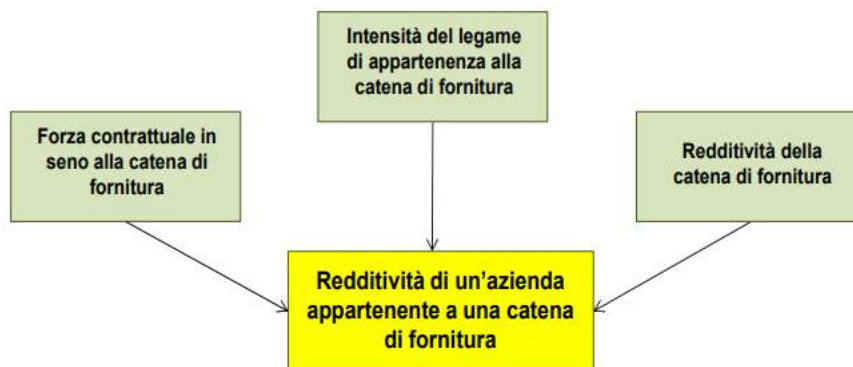 Intensità del legame
di appartenenza alla
catena di fornitura
Forza contrattuale in
seno alla catena di
fornitura
Redditività della
catena di fornitura
Redditività di un'azienda
appartenente a una catena
di fornitura